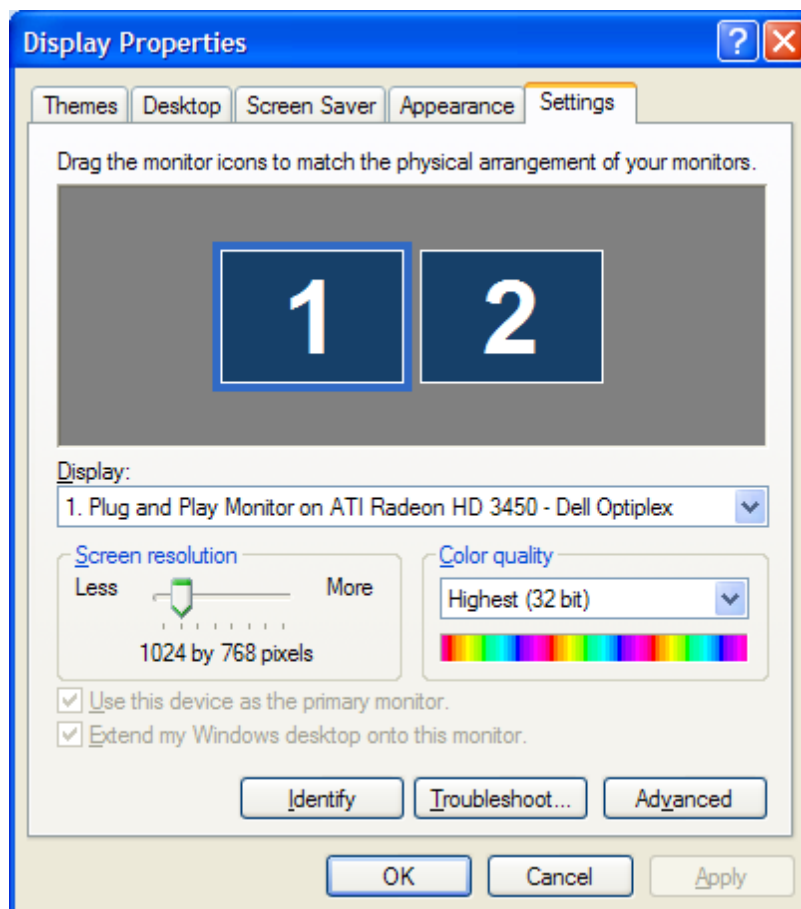 Display Properties
Themes Desktop Screen Saver Appearance Settings
Drag the monitor icons to match the physical arrangement of your monitors.
1 2
Display:
1. Plug and Play Monitor on ATI Radeon HD 3450 - Dell Optiplex
Screen resolution
Less More
1024 by 768 pixels
Color quality
Highest (32 bit)
Use this device as the primary monitor.
Extend my Windows desktop onto this monitor.
Identify Troubleshoot... Advanced
OK Cancel Apply